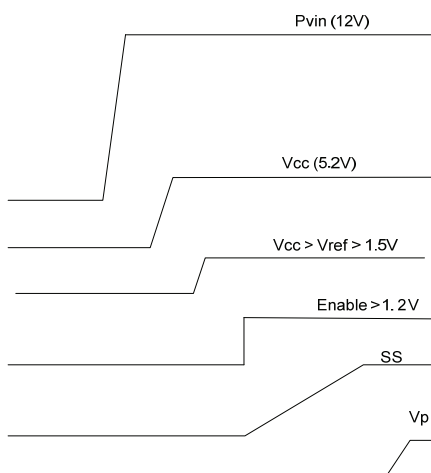 Pvin (12V)
Vcc (5.2V)
Vcc > Vref > 1.5V
Enable > 1.2V
SS
Vp